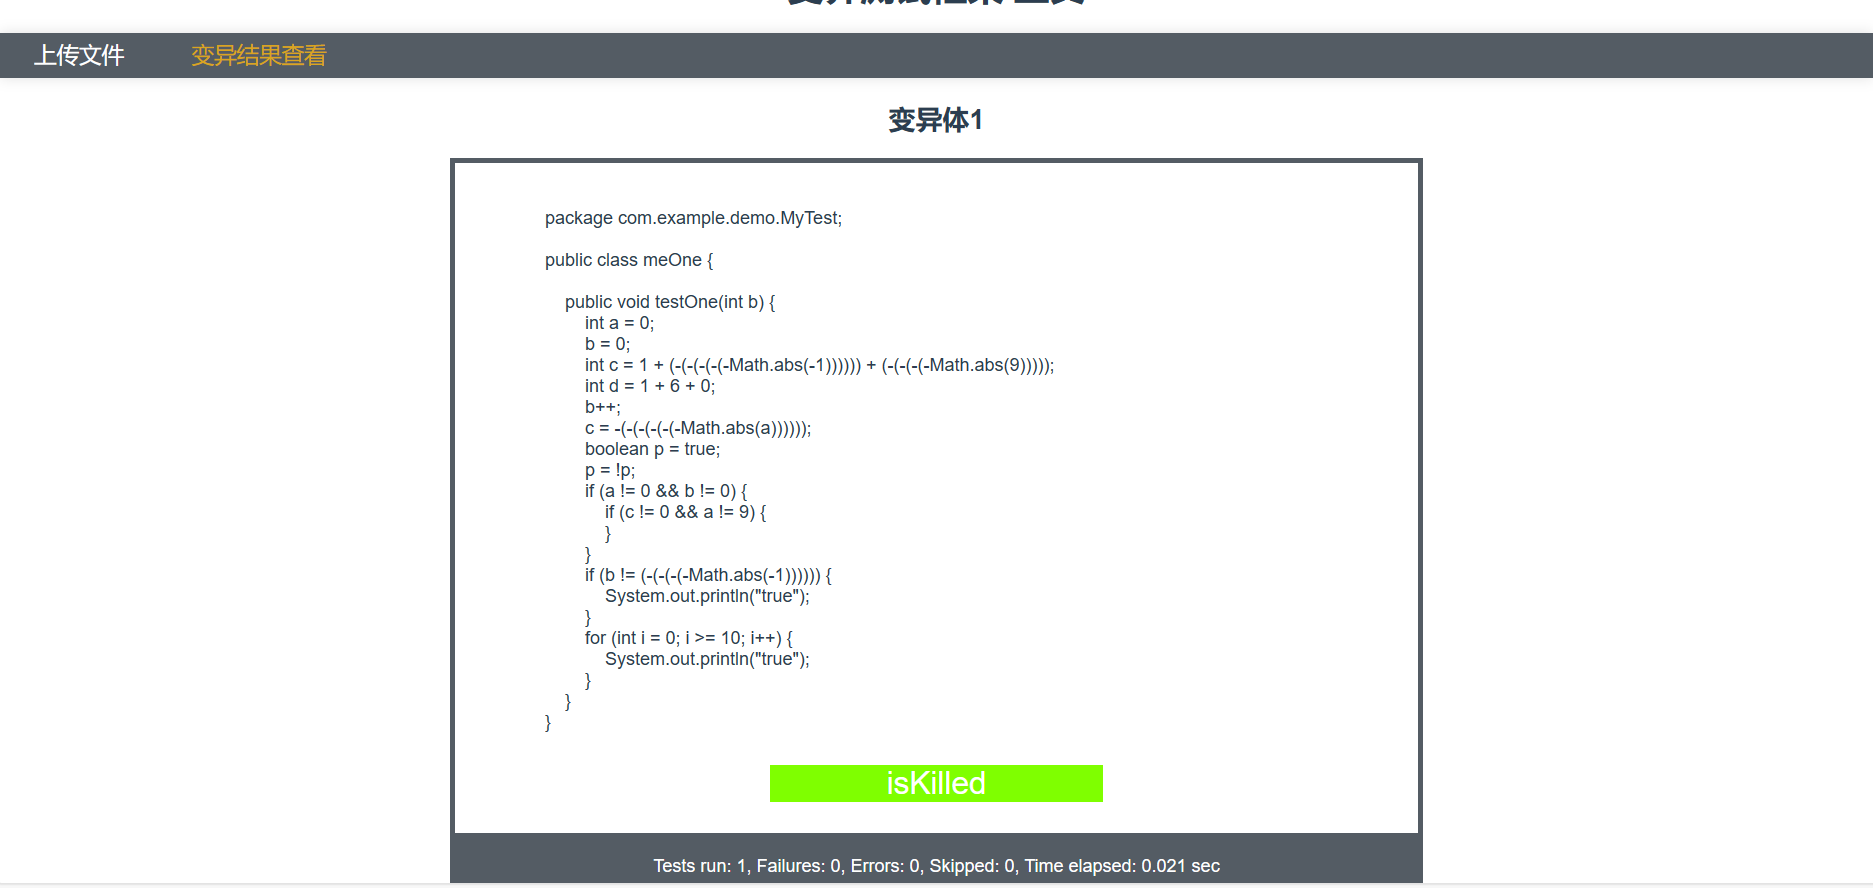 上传文件 变异结果查看
变异体1
package com.example.demo.MyTest;
public class meOne {
public void testOne(int b) {
int a = 0;
b = 0;
int c = 1 + (-(-(-(-(-Math.abs(-1)))))) + (-(-(-(-Math.abs(9)))));
int d = 1 + 6 + 0;
b++;
c = -(-(-(-(-(-Math.abs(a))))));
boolean p = true;
p = !p;
if (a != 0 && b != 0) {
if (c != 0 && a != 9) {
}
}
if (b != (-(-(-(-Math.abs(-1)))))) {
System.out.println("true");
}
for (int i = 0; i >= 10; i++) {
System.out.println("true");
}
}
}
isKilled
Tests run: 1, Failures: 0, Errors: 0, Skipped: 0, Time elapsed: 0.021 sec